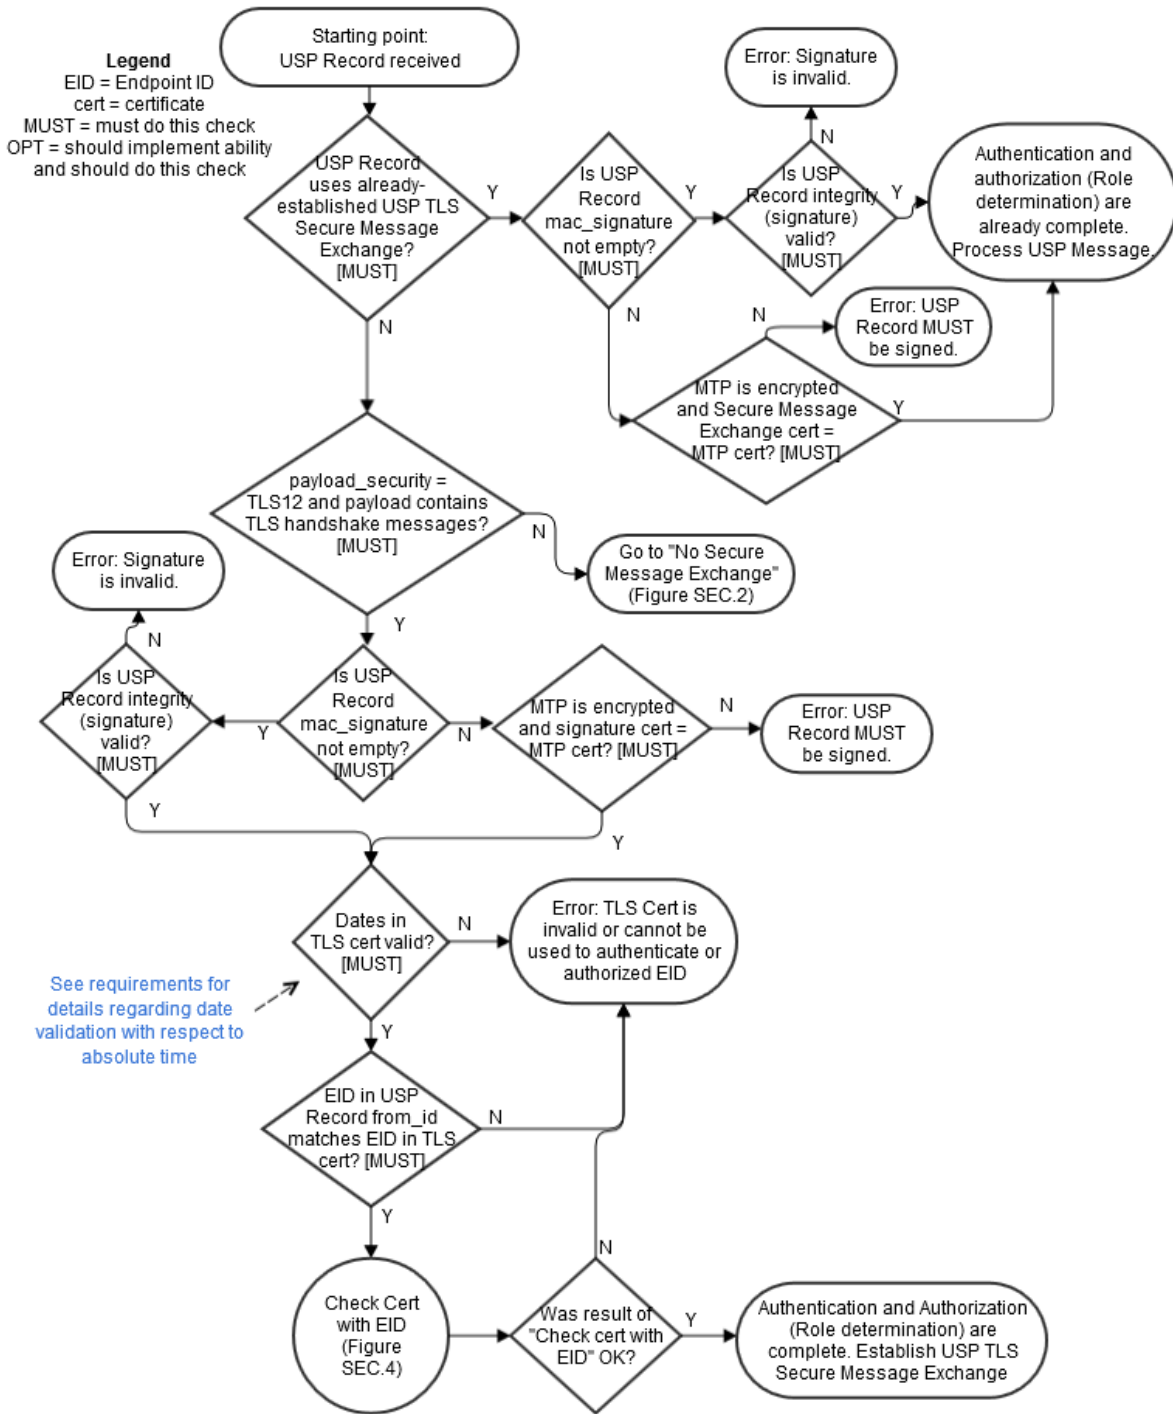 Starting point:
USP Record received
Legend
EID = Endpoint ID
cert = certificate
MUST = must do this check
OPT = should implement ability
and should do this check
Error: Signature
is invalid.
USP Record
uses already-
established USP TLS
Secure Message
Exchange?
[MUST]
Y
N
Is USP
Record
mac_signature
not empty?
[MUST]
Y
N
Is USP
Record integrity
(signature)
valid?
[MUST]
N
Y
Authentication and
authorization (Role
determination) are
already complete.
Process USP Message.
MTP is encrypted
and Secure Message
Exchange cert =
MTP cert? [MUST]
N
Y
Error: USP
Record MUST
be signed.
payload_security =
TLS12 and payload contains
TLS handshake messages?
[MUST]
N
Y
Go to "No Secure
Message Exchange"
(Figure SEC.2)
Error: Signature
is invalid.
N
Is USP
Record integrity
(signature)
valid?
[MUST]
Y
Is USP
Record
mac_signature
not empty?
[MUST]
Y
N
MTP is encrypted
and signature cert =
MTP cert? [MUST]
N
Y
Error: USP
Record MUST
be signed.
Dates in
TLS cert valid?
[MUST]
N
Y
Error: TLS Cert is
invalid or cannot be
used to authenticate or
authorized EID
See requirements for
details regarding date
validation with respect to
absolute time
EID in USP
Record from_id
matches EID in TLS
cert? [MUST]
N
Y
Check Cert
with EID
(Figure
SEC.4)
Was result of
"Check cert with
EID" OK?
N
Y
Authentication and Authorization
(Role determination) are
complete. Establish USP TLS
Secure Message Exchange